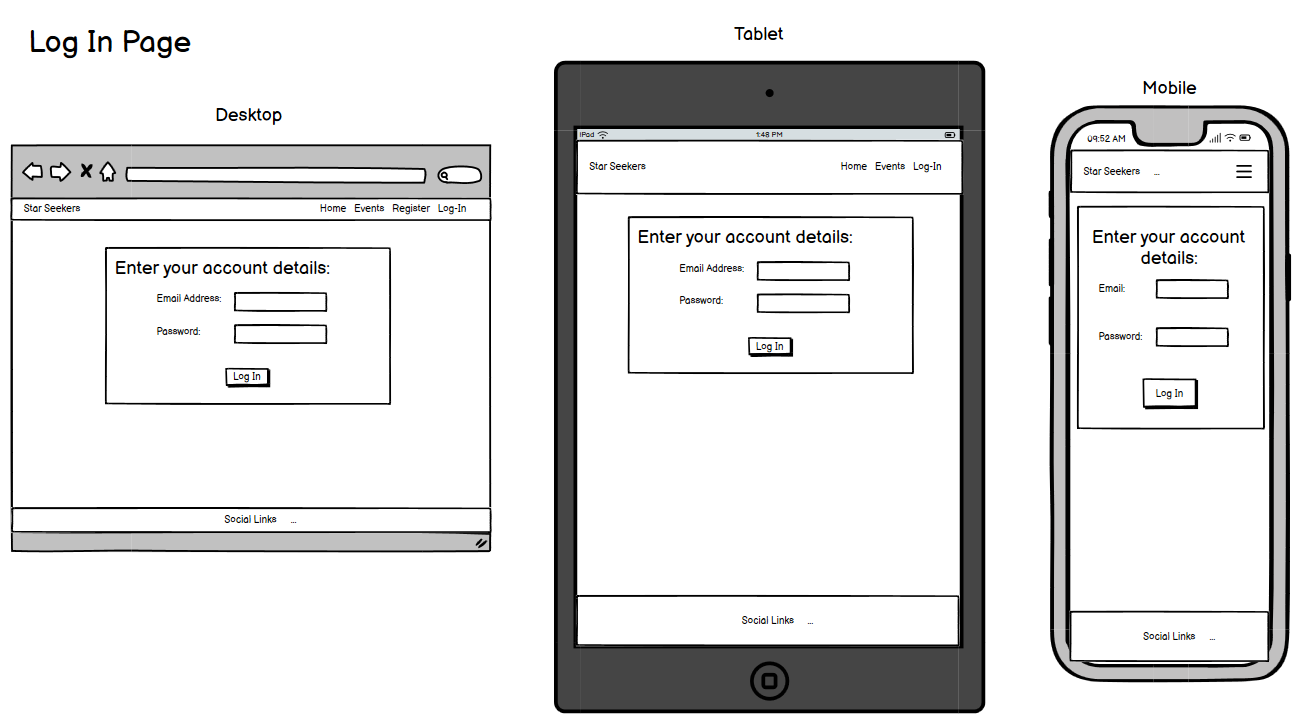 Log In Page
Desktop
Star Seekers Home Events Register Log-In
Enter your account details:
Email Address:
Password:
Log In
Social Links ...
Tablet
iPad 1:48 PM
Star Seekers Home Events Log-In
Enter your account details:
Email Address:
Password:
Log In
Social Links ...
Mobile
09:52 AM
Star Seekers ...
Enter your account
details:
Email:
Password:
Log In
Social Links ...